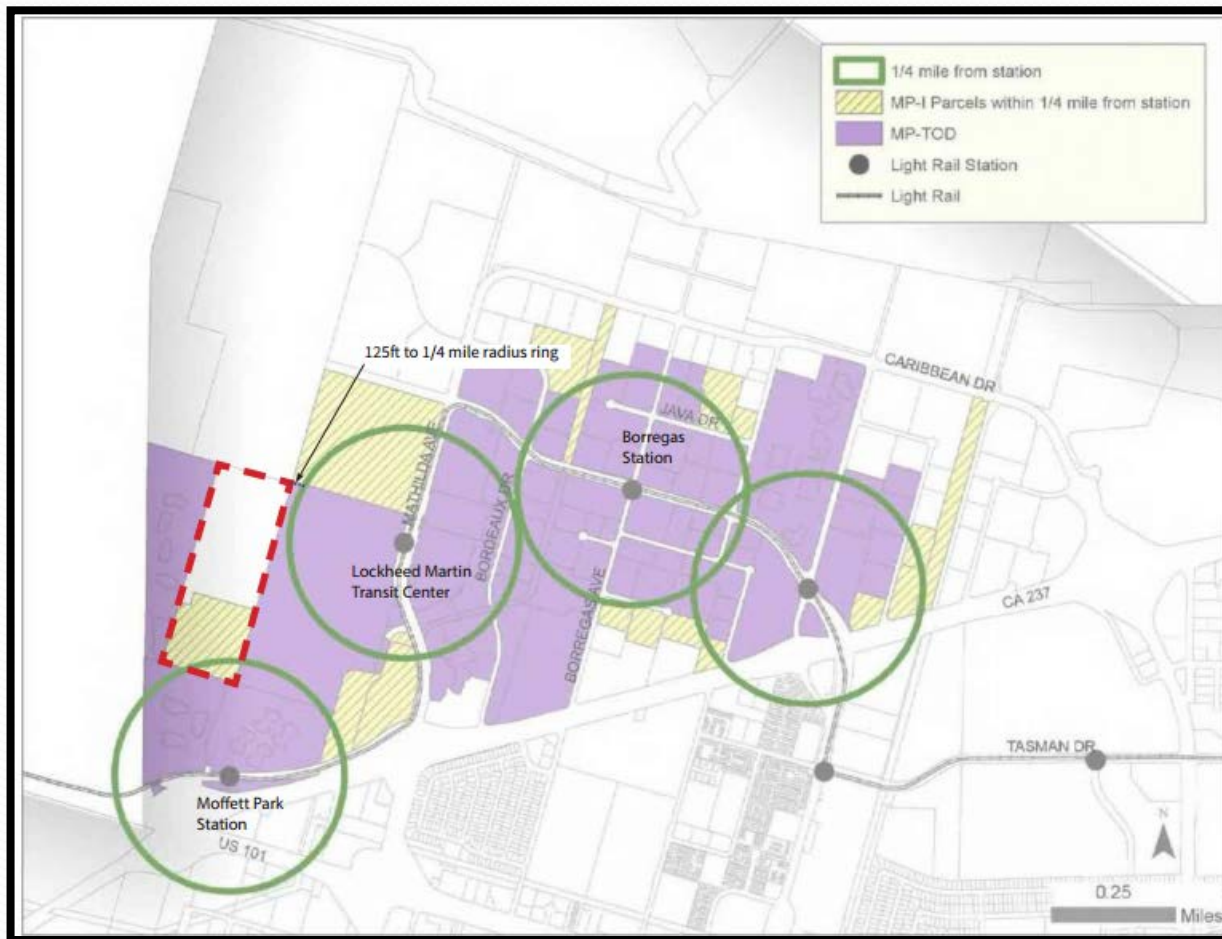 1/4 mile from station
MP-I Parcels within 1/4 mile from station
MP-TOD
Light Rail Station
Light Rail
125ft to 1/4 mile radius ring
CARIBBEAN DR
JAVA DR
Borregas
Station
MATHILDA AVE
BORDEAUX DR
Lockheed Martin
Transit Center
BORREGAS AVE
CA 237
TASMAN DR
Moffett Park
Station
US 101
N
0.25
Miles